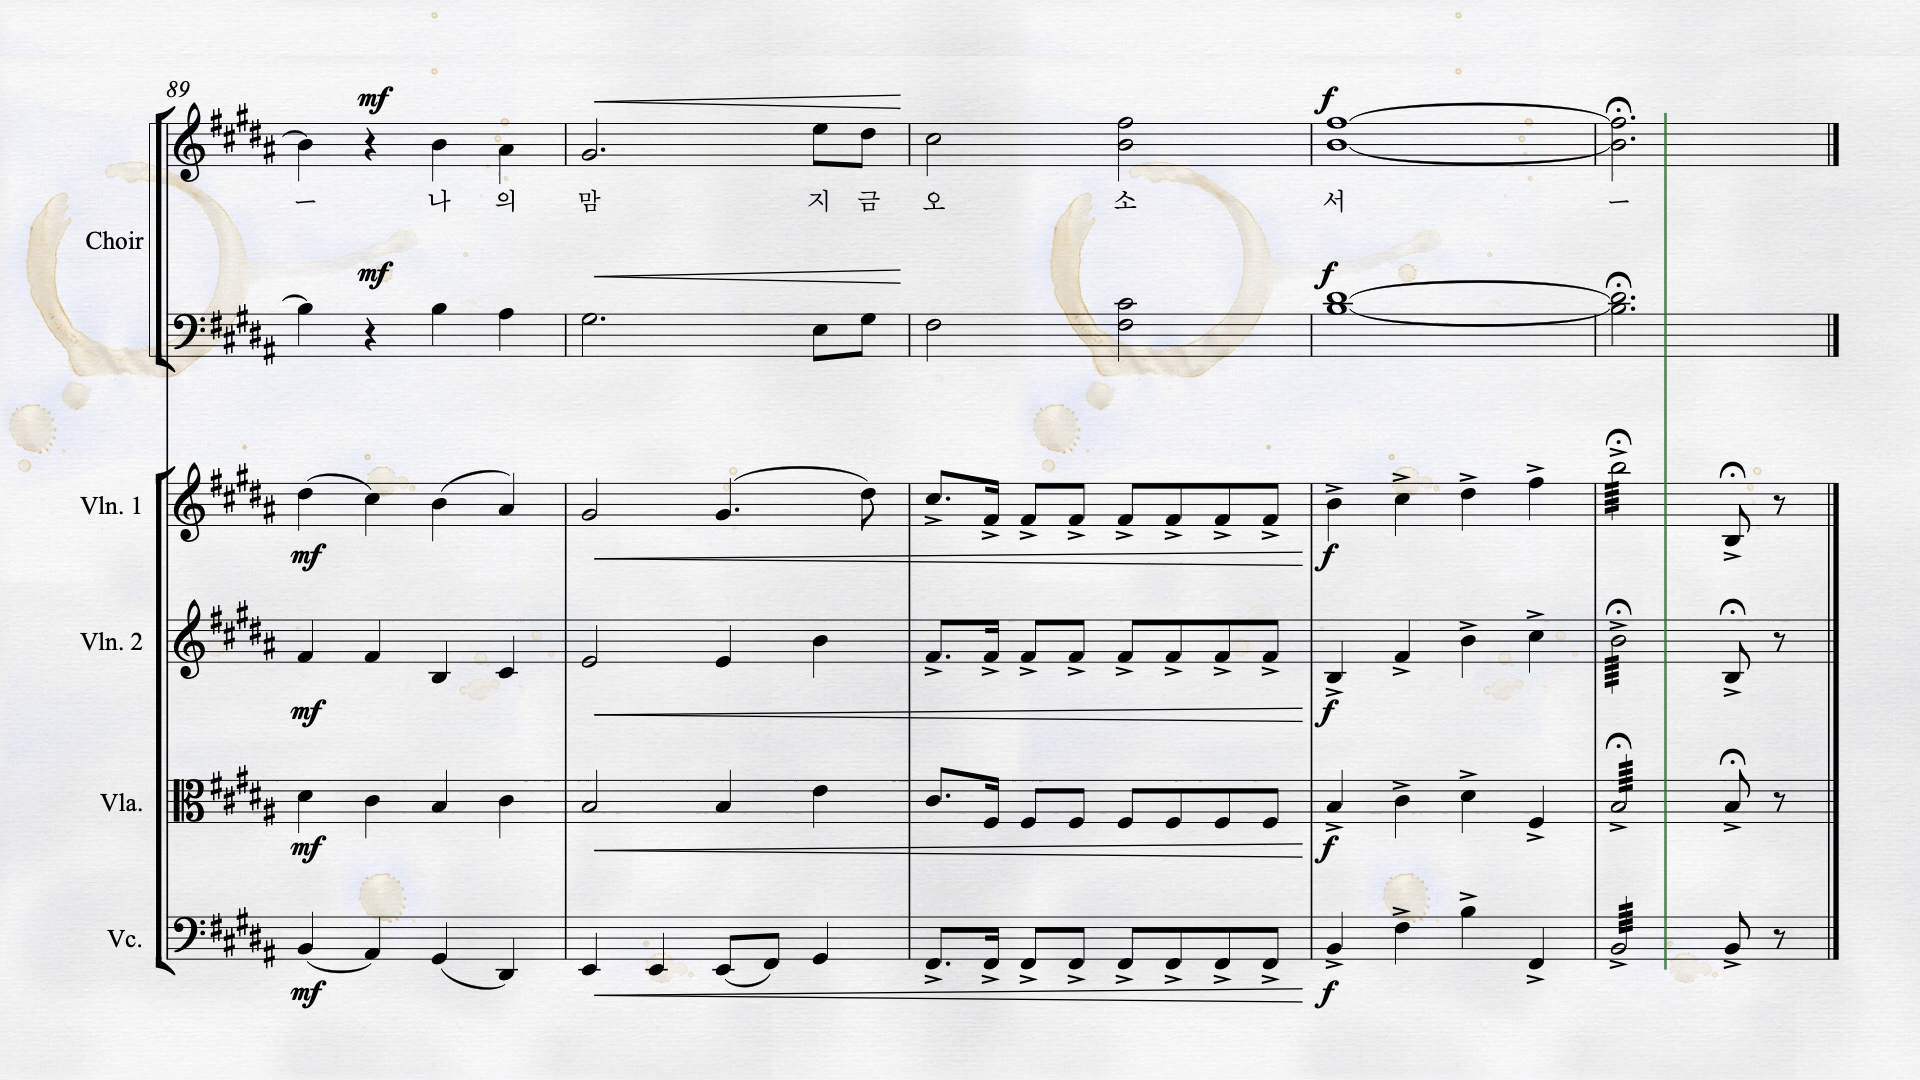 89
mf
f
— 나 의 맘 지 금 오 소 서 —
Choir
mf
f
Vln. 1
mf
f
Vln. 2
mf
f
Vla.
mf
f
Vc.
mf
f